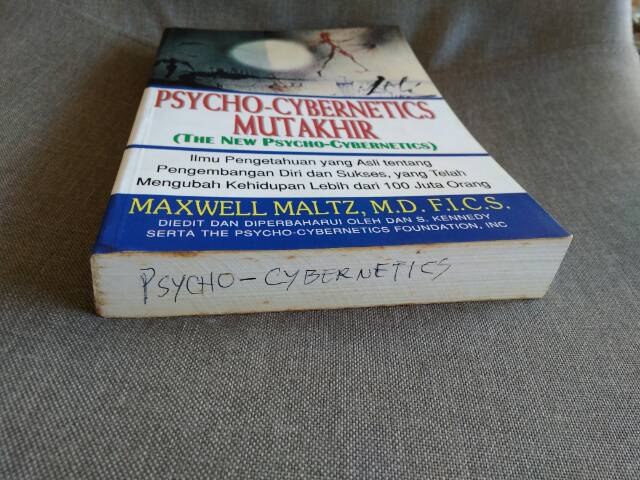 PSYCHO-CYBERNETICS
MUTAKHIR
(THE NEW PSYCHO-CYBERNETICS)
Ilmu Pengetahuan yang Asli tentang
Pengembangan Diri dan Sukses, yang Telah
Mengubah Kehidupan Lebih dari 100 Juta Orang
MAXWELL MALTZ, M.D. F.I.C.S.
DIEDIT DAN DIPERBAHARUI OLEH DAN S. KENNEDY
SERTA THE PSYCHO-CYBERNETICS FOUNDATION, INC
PSYCHO-CYBERNETICS